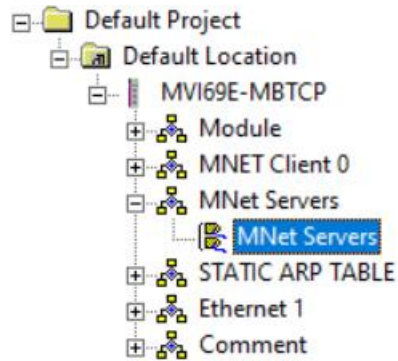 Default Project
Default Location
MVI69E-MBTCP
Module
MNET Client 0
MNet Servers
MNet Servers
STATIC ARP TABLE
Ethernet 1
Comment